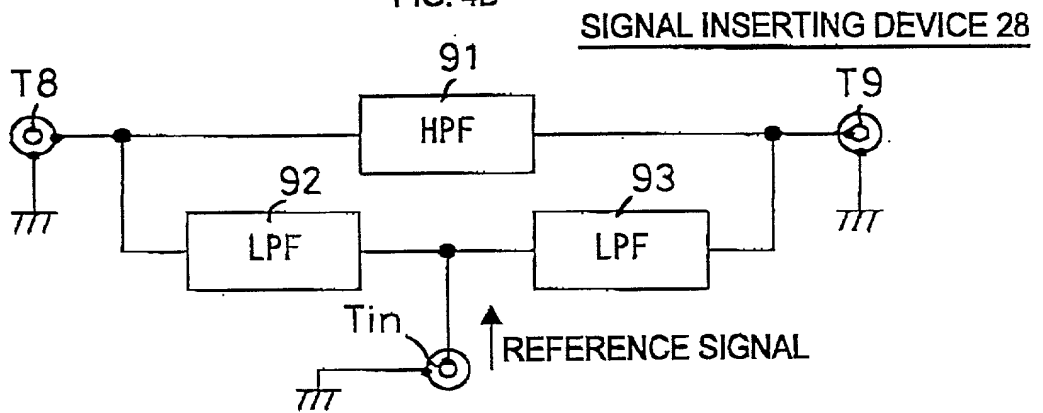 SIGNAL INSERTING DEVICE 28
T8
91
T9
HPF
92
93
LPF
LPF
Tin
REFERENCE SIGNAL